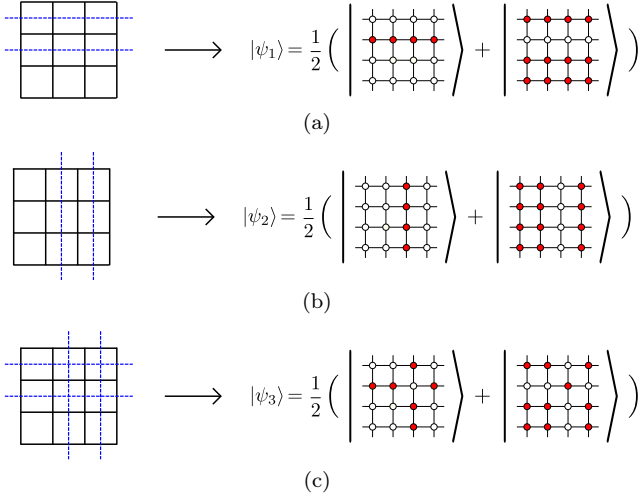 |ψ₁⟩ = 1/2 ( | ⟩ + | ⟩ )
(a)
|ψ₂⟩ = 1/2 ( | ⟩ + | ⟩ )
(b)
|ψ₃⟩ = 1/2 ( | ⟩ + | ⟩ )
(c)